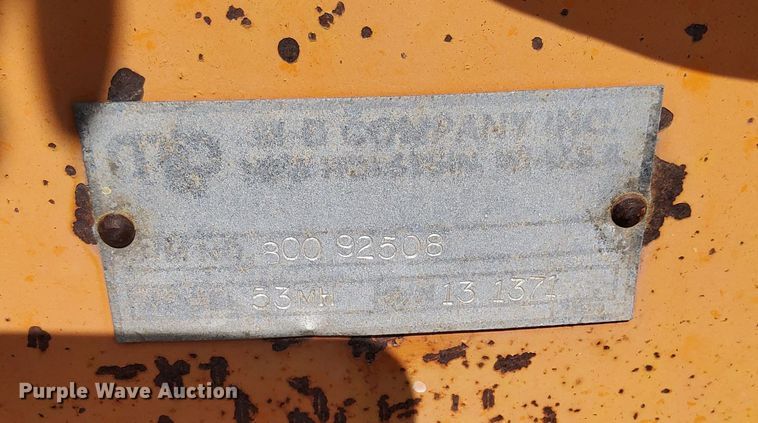 M-B COMPANY INC.
NEW HOLSTEIN, WI U.S.A.
800 92508
53MH 13 1371
Purple Wave Auction